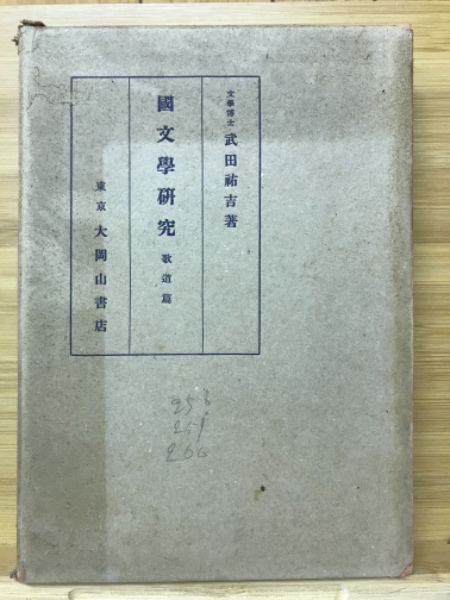 文學博士 武田祐吉著
國文學研究 歌道篇
東京 大岡山書店
256
259
266